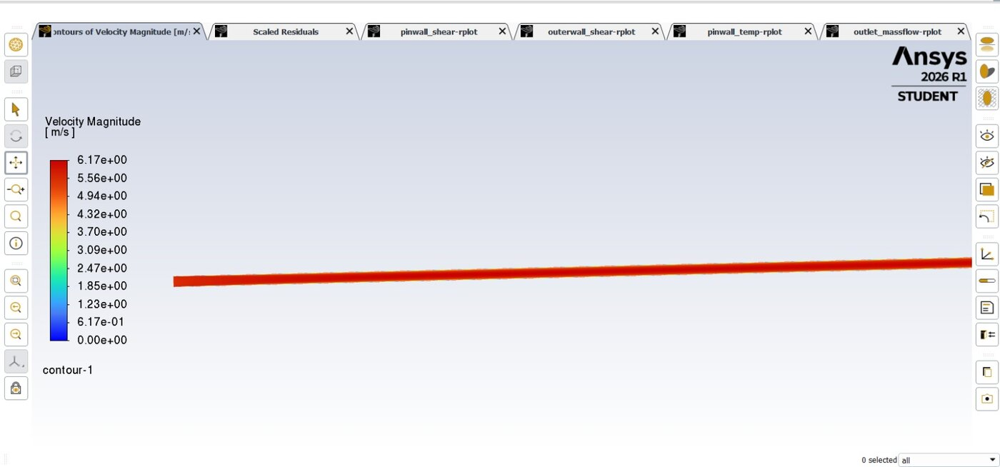 ontours of Velocity Magnitude [m/s
Scaled Residuals
pinwall_shear-rplot
outerwall_shear-rplot
pinwall_temp-rplot
outlet_massflow-rplot
Ansys
2026 R1
STUDENT
Velocity Magnitude
[ m/s ]
6.17e+00
5.56e+00
4.94e+00
4.32e+00
3.70e+00
3.09e+00
2.47e+00
1.85e+00
1.23e+00
6.17e-01
0.00e+00
contour-1
0 selected all